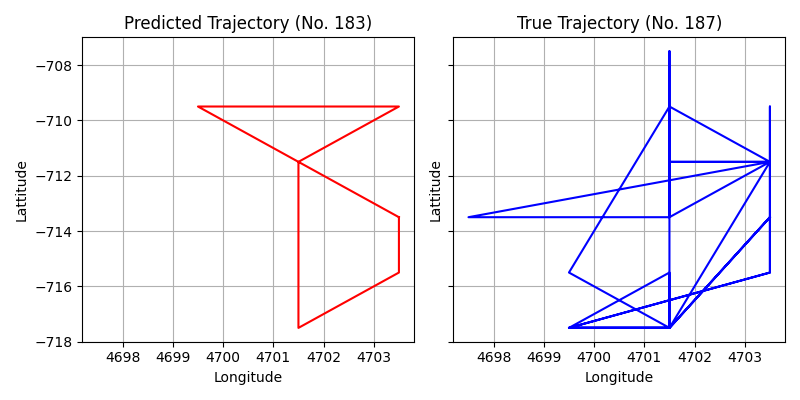 Predicted Trajectory (No. 183)
True Trajectory (No. 187)
−708
−710
−712
−714
−716
−718
Lattitude
Lattitude
4698 4699 4700 4701 4702 4703
4698 4699 4700 4701 4702 4703
Longitude
Longitude